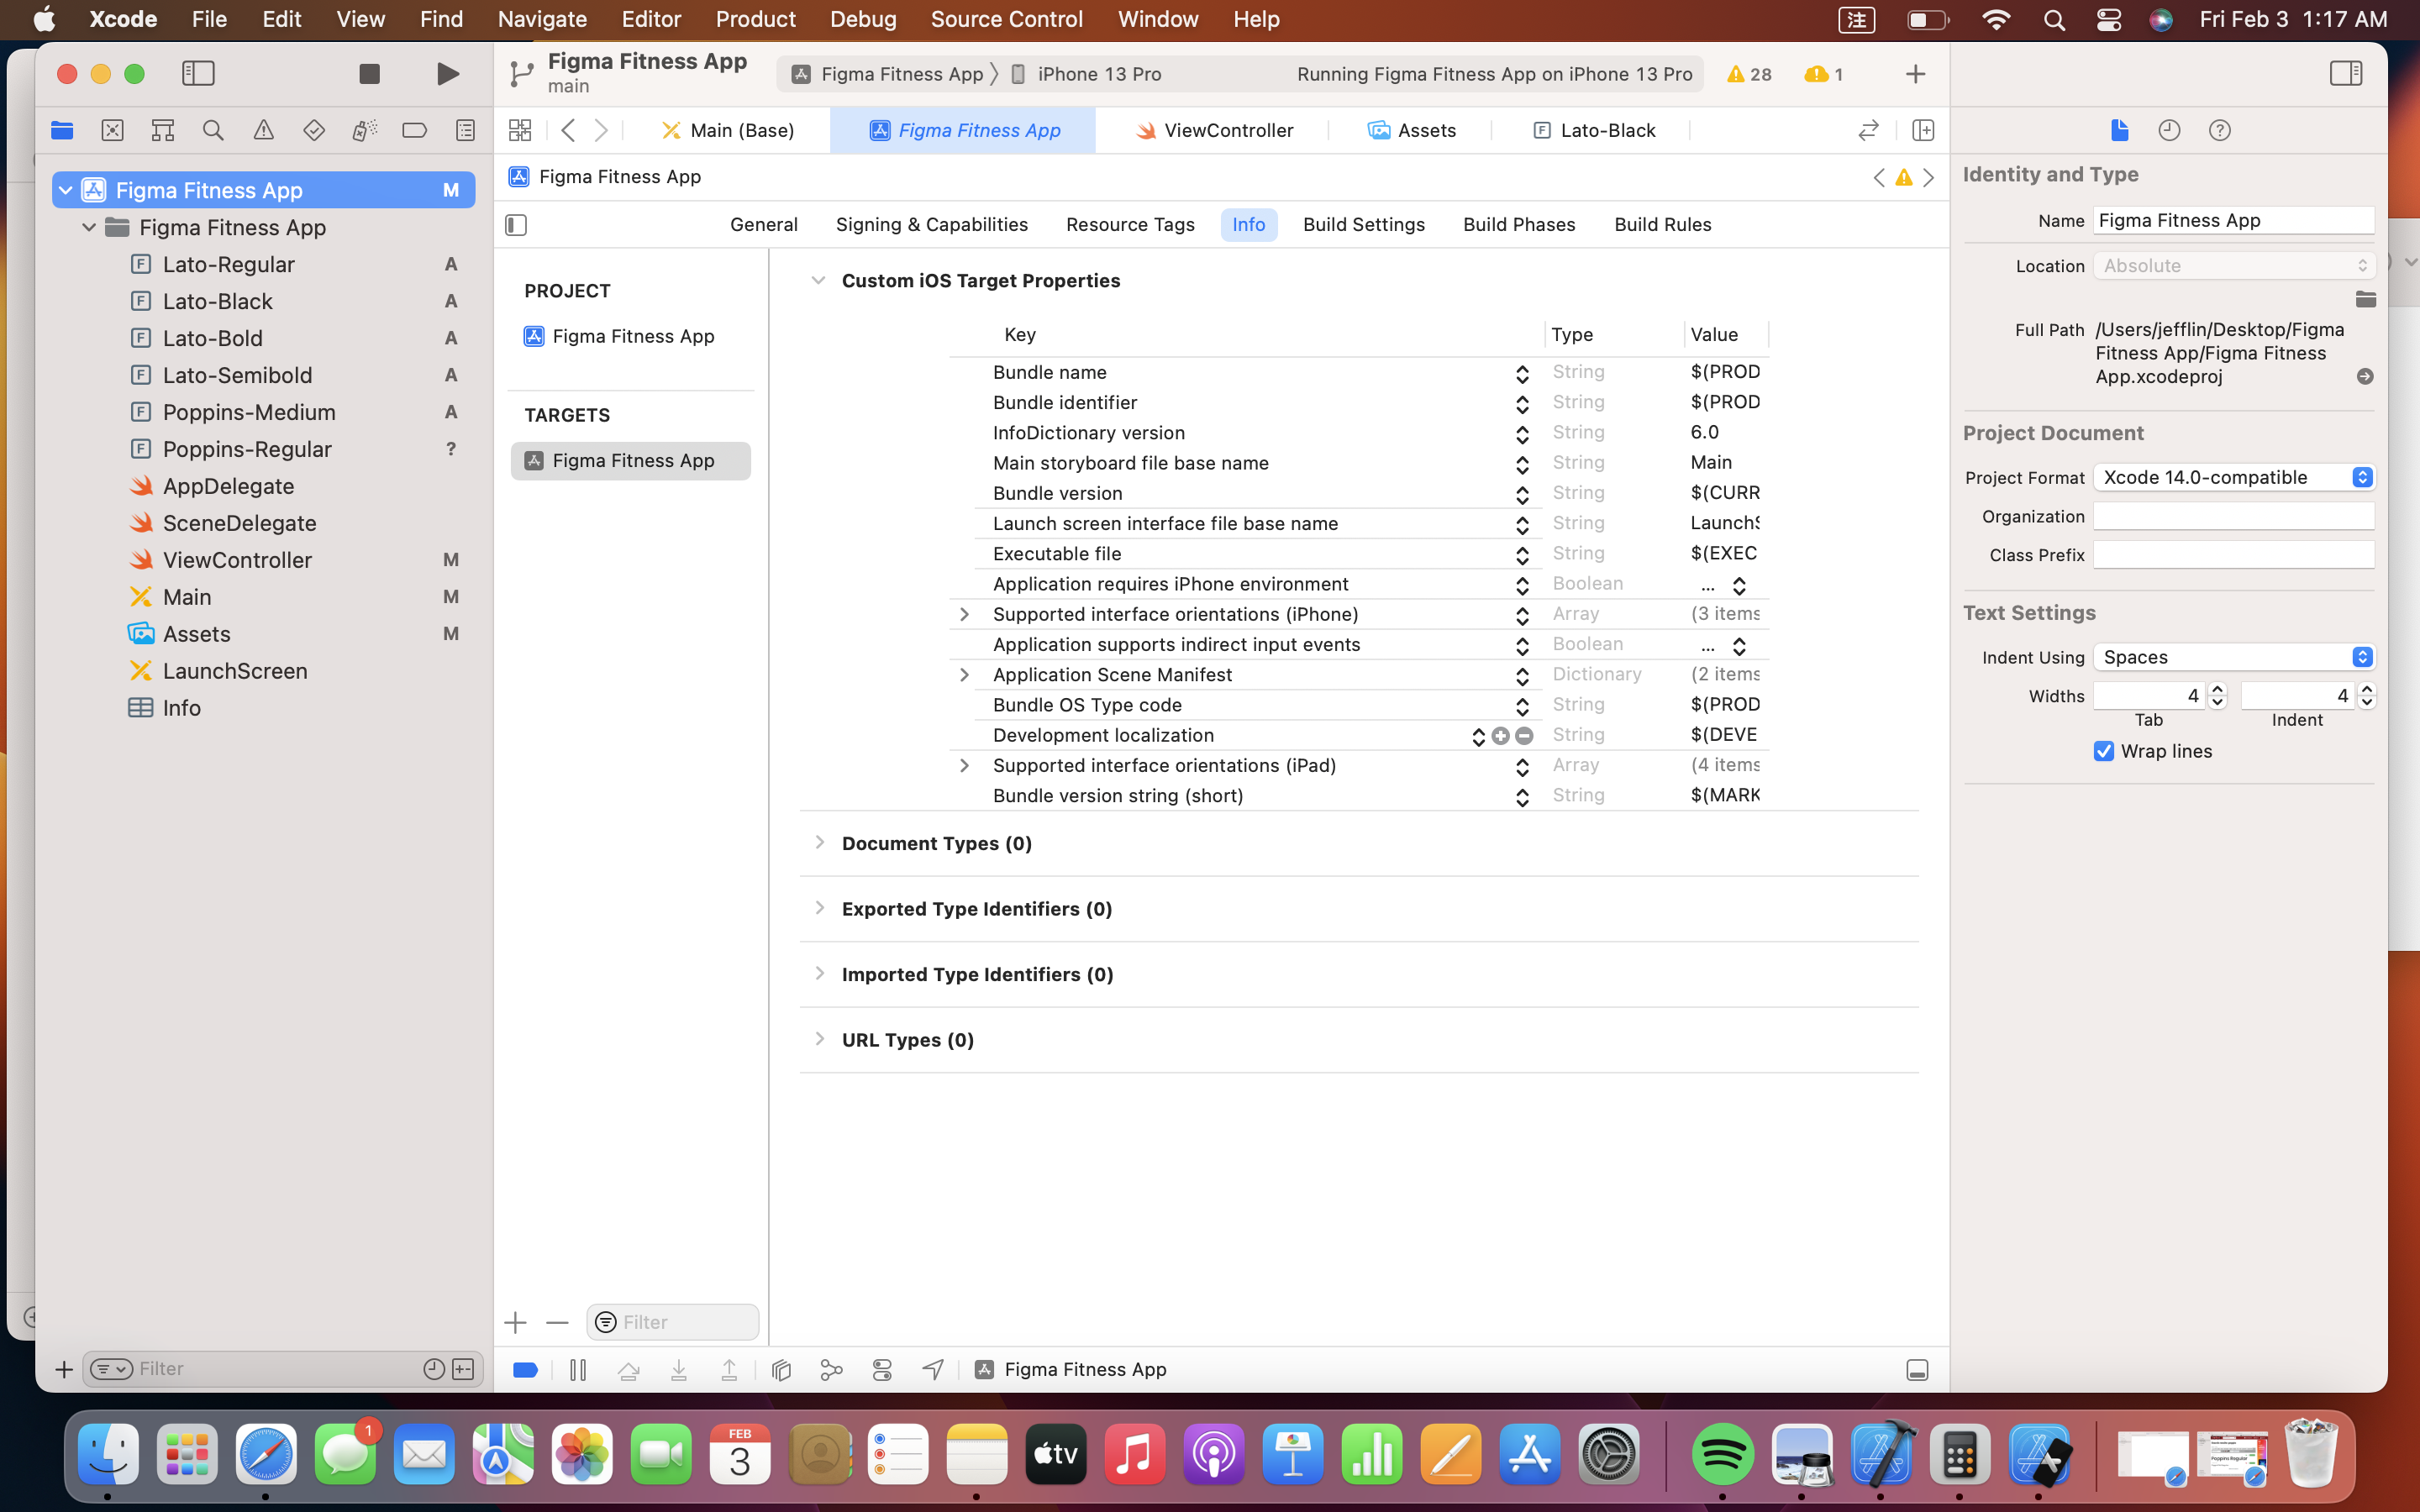 Xcode File Edit View Find Navigate Editor Product Debug Source Control Window Help 注 Fri Feb 3 1:17 AM
Figma Fitness App
main
Figma Fitness App iPhone 13 Pro Running Figma Fitness App on iPhone 13 Pro 28 1
Main (Base) Figma Fitness App ViewController Assets F Lato-Black
Figma Fitness App
General Signing & Capabilities Resource Tags Info Build Settings Build Phases Build Rules
Figma Fitness App M
Figma Fitness App
F Lato-Regular A
F Lato-Black A
F Lato-Bold A
F Lato-Semibold A
F Poppins-Medium A
F Poppins-Regular ?
AppDelegate
SceneDelegate
ViewController M
Main M
Assets M
LaunchScreen
Info
Filter
PROJECT
Figma Fitness App
TARGETS
Figma Fitness App
Filter
Custom iOS Target Properties
Key Type Value
Bundle name String $(PROD
Bundle identifier String $(PROD
InfoDictionary version String 6.0
Main storyboard file base name String Main
Bundle version String $(CURR
Launch screen interface file base name String LaunchS
Executable file String $(EXEC
Application requires iPhone environment Boolean ...
Supported interface orientations (iPhone) Array (3 items
Application supports indirect input events Boolean ...
Application Scene Manifest Dictionary (2 items
Bundle OS Type code String $(PROD
Development localization String $(DEVE
Supported interface orientations (iPad) Array (4 items
Bundle version string (short) String $(MARK
Document Types (0)
Exported Type Identifiers (0)
Imported Type Identifiers (0)
URL Types (0)
Figma Fitness App
Identity and Type
Name Figma Fitness App
Location Absolute
Full Path /Users/jefflin/Desktop/Figma
Fitness App/Figma Fitness
App.xcodeproj
Project Document
Project Format Xcode 14.0-compatible
Organization
Class Prefix
Text Settings
Indent Using Spaces
Widths 4 4
Tab Indent
Wrap lines
1
FEB
3
tv